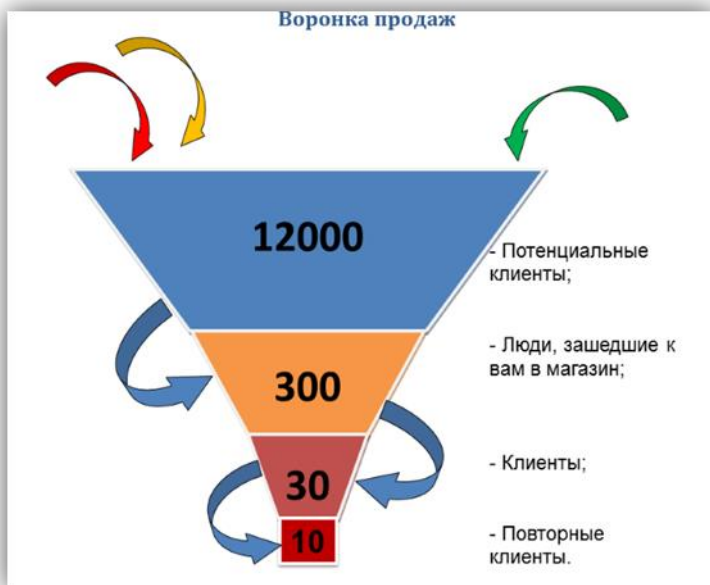 Воронка продаж
12000
- Потенциальные
клиенты;
300
- Люди, зашедшие к
вам в магазин;
30
- Клиенты;
10
- Повторные
клиенты.